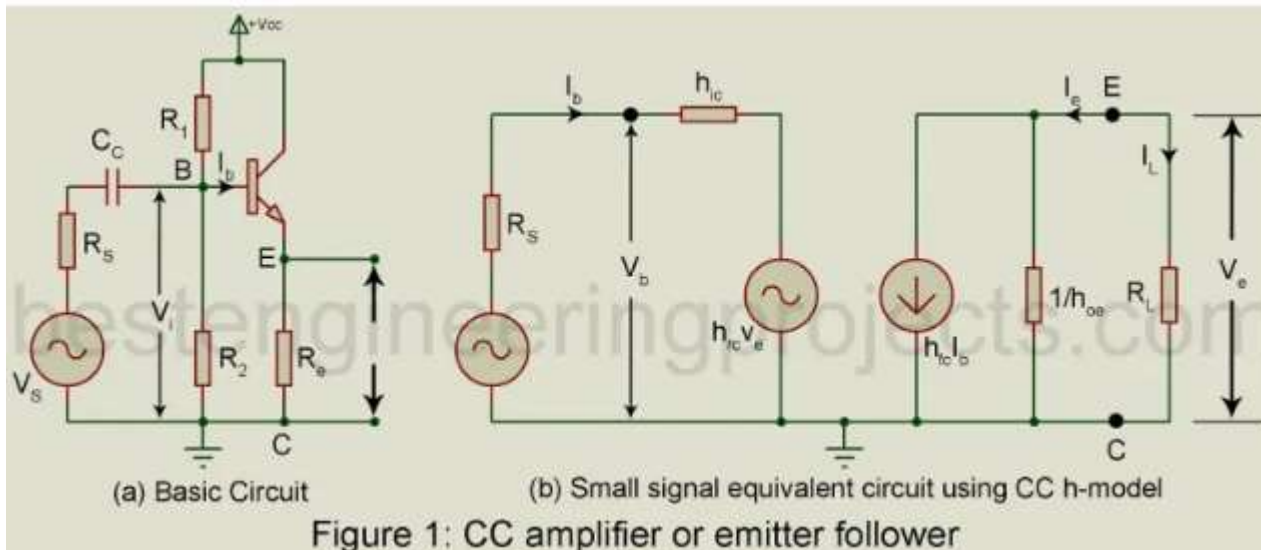 +Vcc
R1
CC
B
Ib
RS
Vi
E
VS
R2
Re
C
(a) Basic Circuit
Ib
hic
RS
Vb
hrcve
hfcIb
1/hoe
Ie
E
IL
RL
Ve
C
(b) Small signal equivalent circuit using CC h-model
bestengineeringprojects.com
Figure 1: CC amplifier or emitter follower